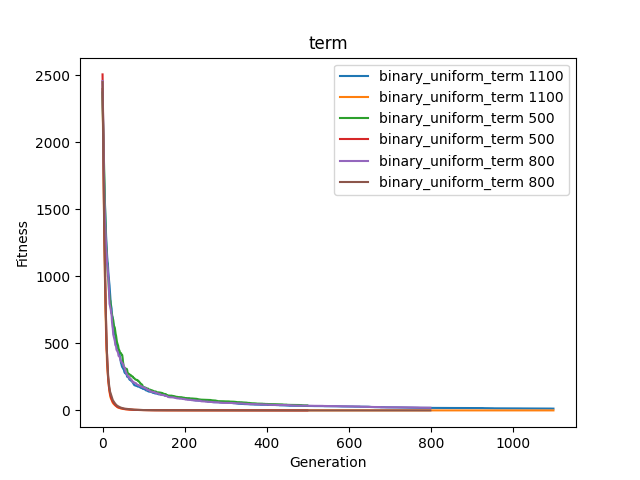 term
2500
2000
1500
1000
500
0
Fitness
binary_uniform_term 1100
binary_uniform_term 1100
binary_uniform_term 500
binary_uniform_term 500
binary_uniform_term 800
binary_uniform_term 800
0 200 400 600 800 1000
Generation